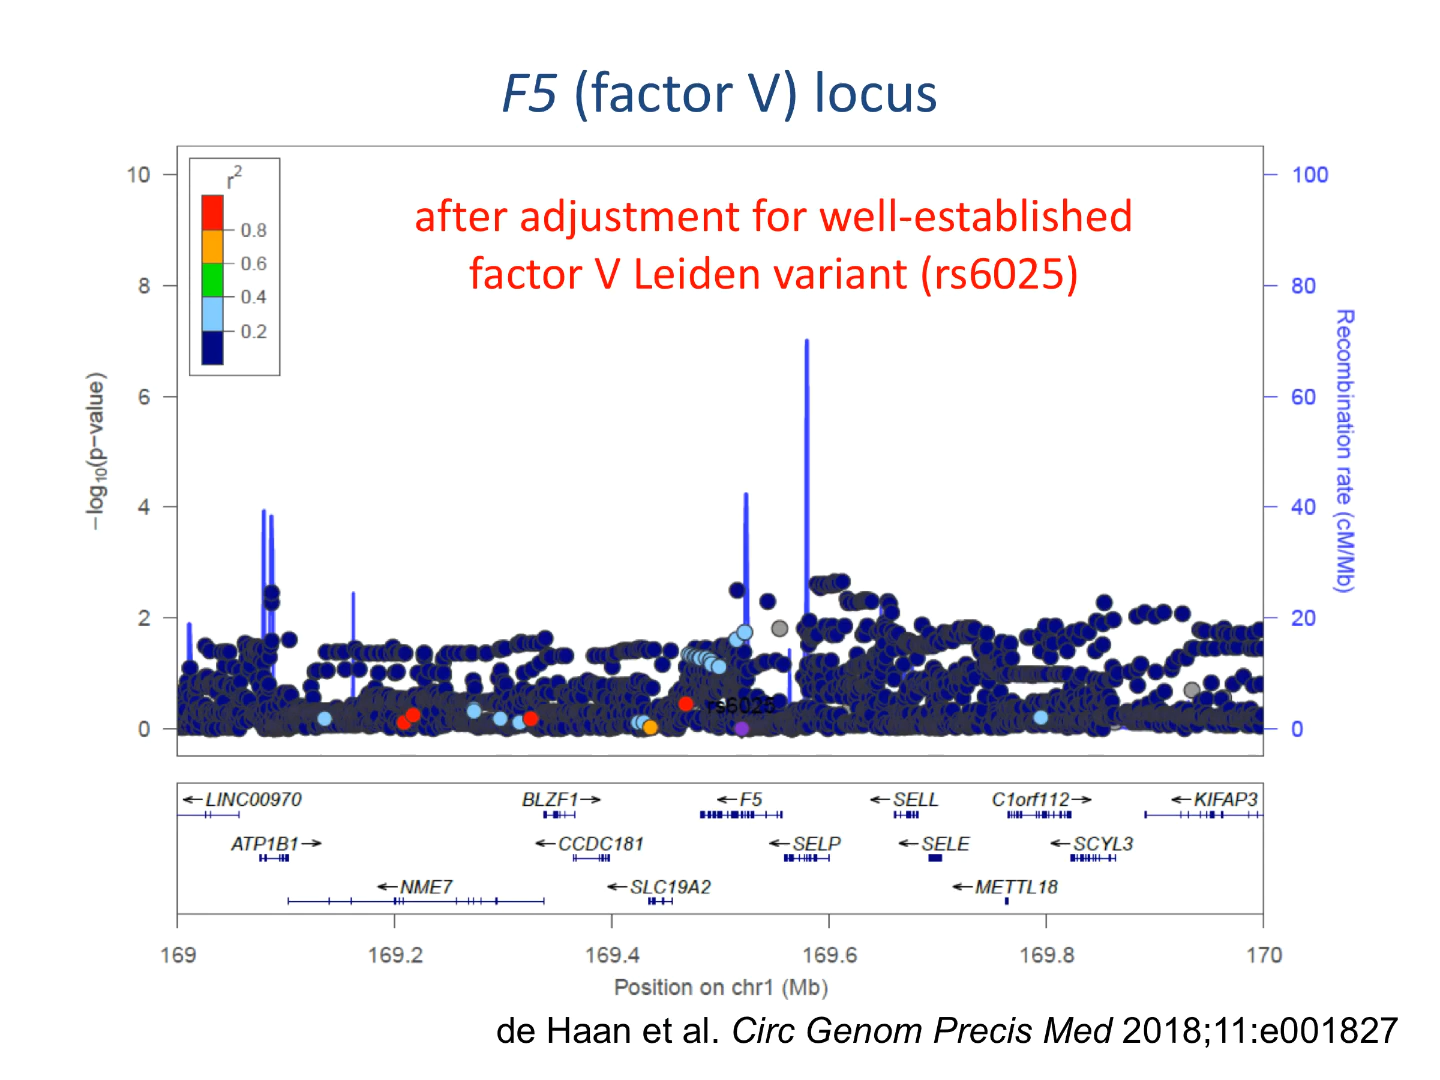 F5 (factor V) locus
after adjustment for well-established
factor V Leiden variant (rs6025)
r2
0.8
0.6
0.4
0.2
10
8
6
4
2
0
−log10(p−value)
100
80
60
40
20
0
Recombination rate (cM/Mb)
rs6025
←LINC00970
BLZF1→
←F5
←SELL
C1orf112→
←KIFAP3
ATP1B1→
←CCDC181
←SELP
←SELE
←SCYL3
←NME7
←SLC19A2
←METTL18
169
169.2
169.4
169.6
169.8
170
Position on chr1 (Mb)
de Haan et al. Circ Genom Precis Med 2018;11:e001827